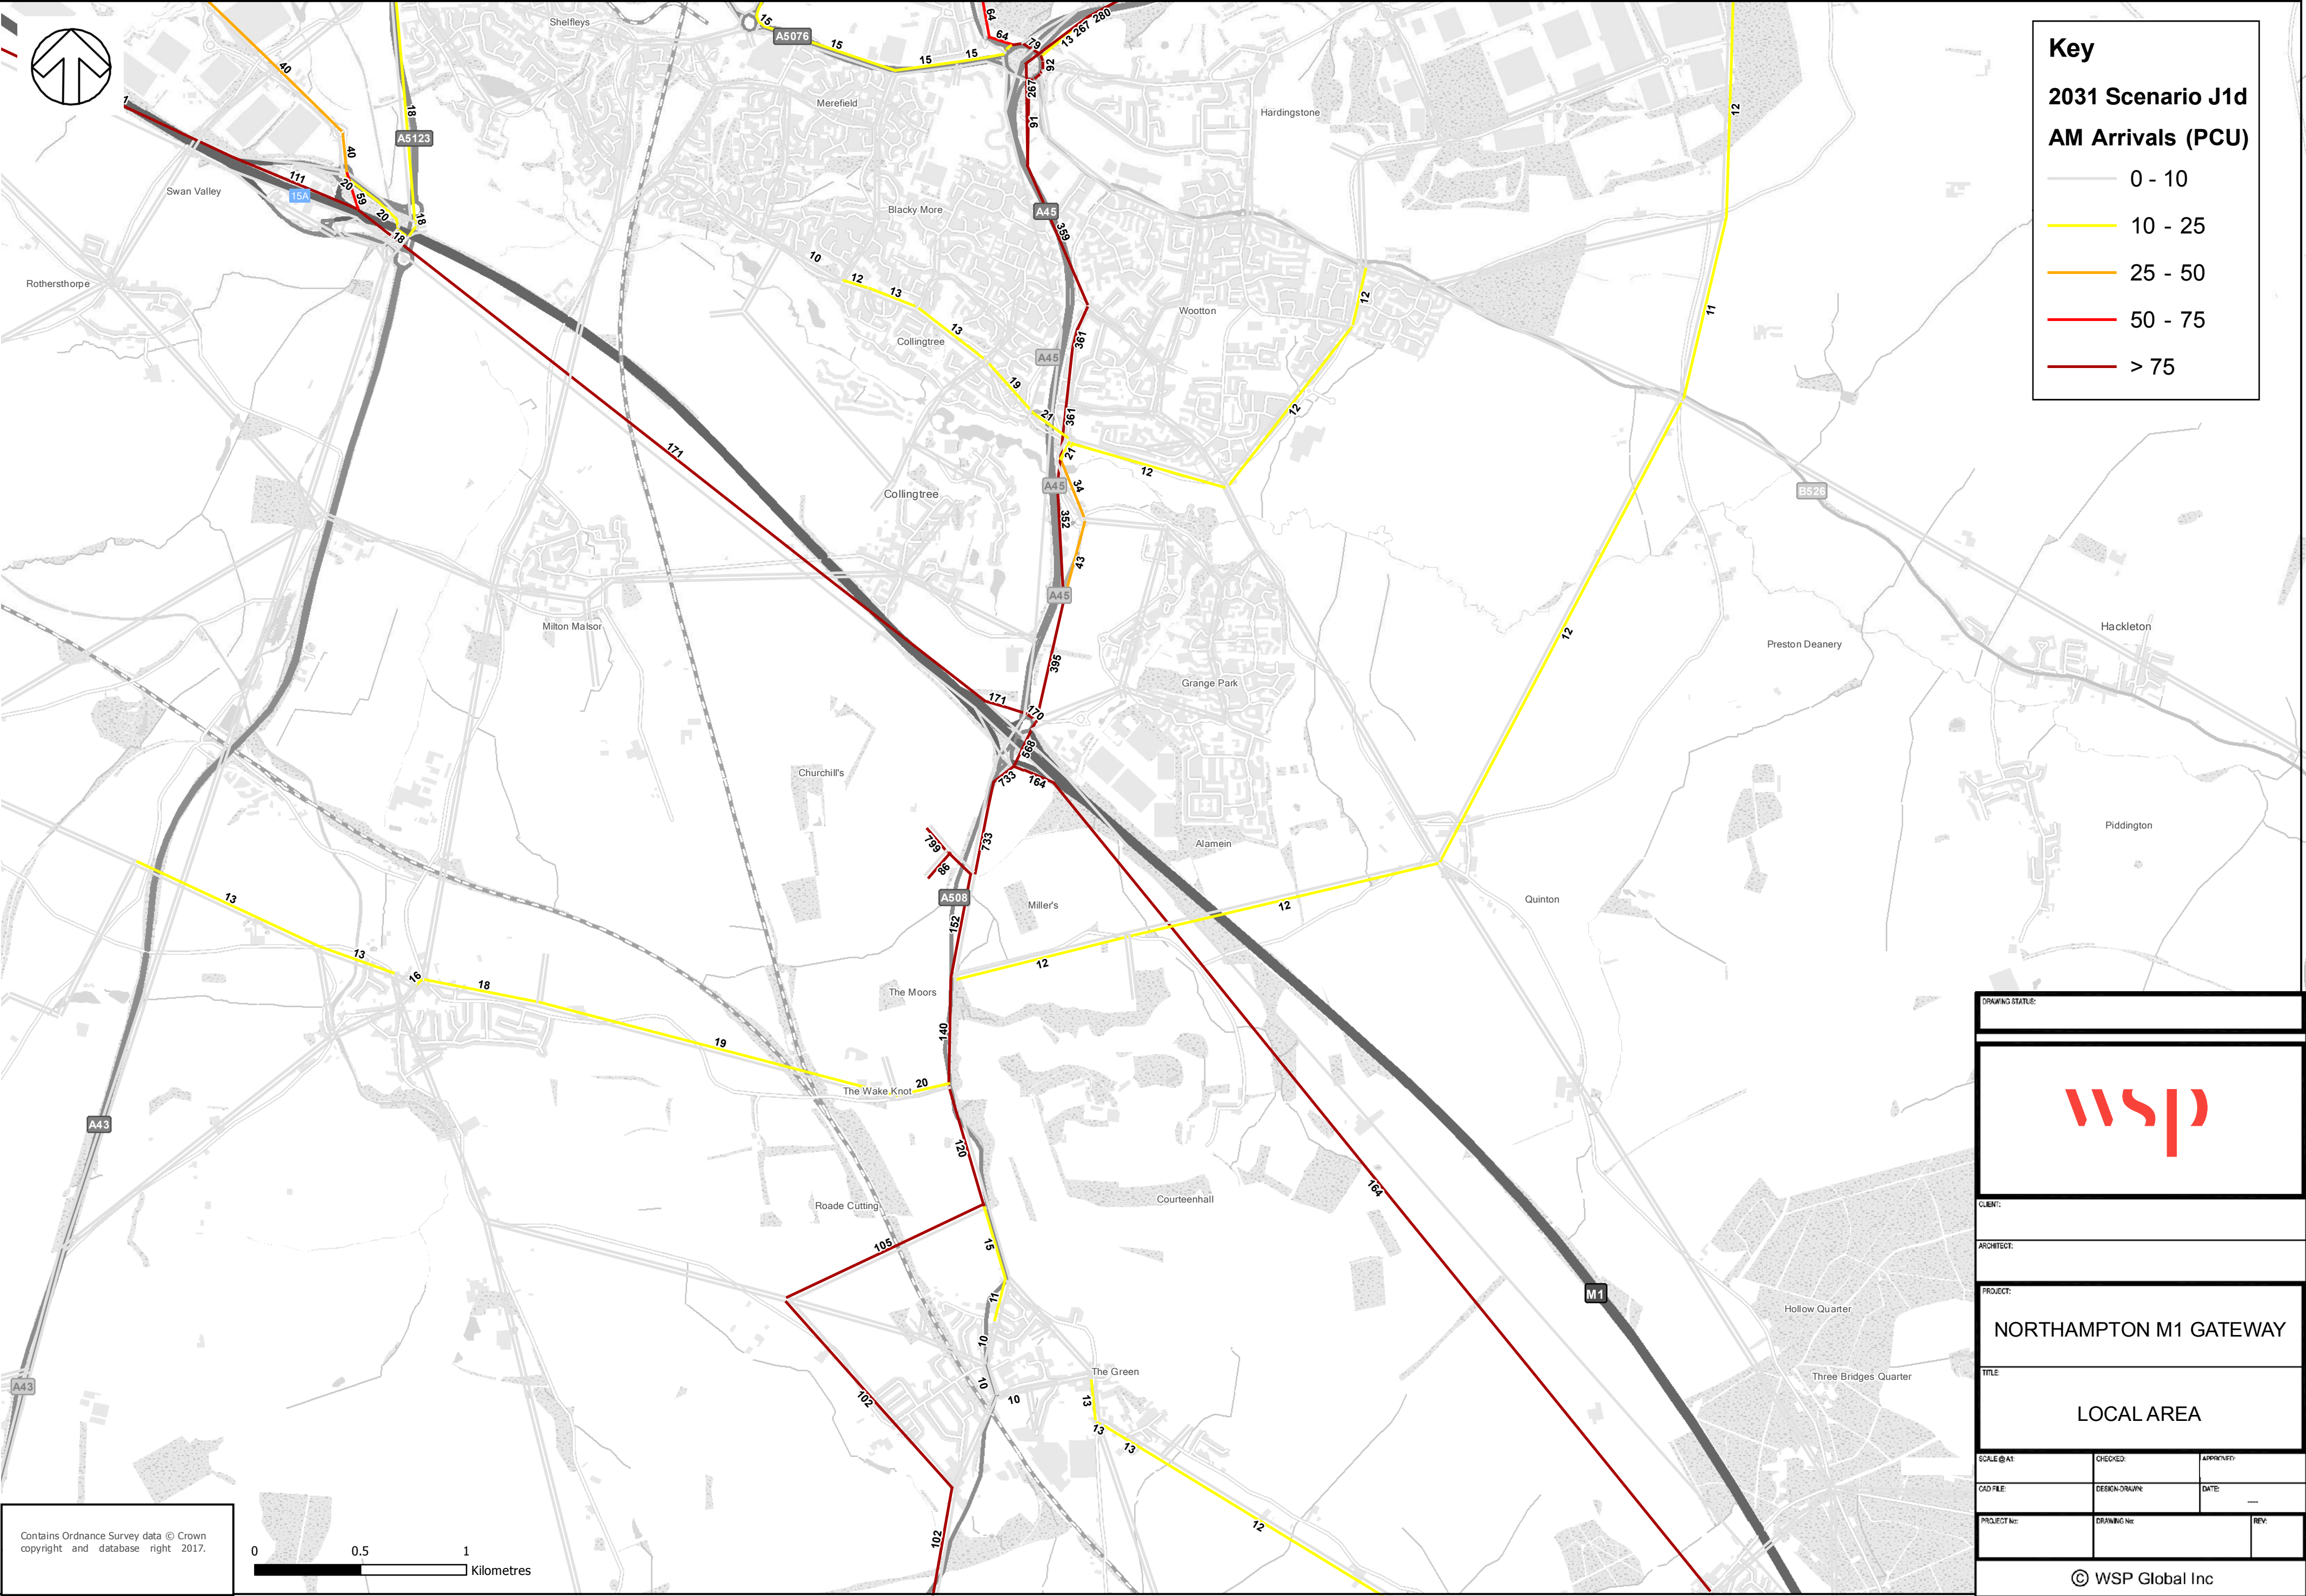 Key
2031 Scenario J1d
AM Arrivals (PCU)
0 - 10
10 - 25
25 - 50
50 - 75
> 75
Shelfleys
15
A5076
15
15
15
64
64
79
13
267
280
92
267
91
Merefield
Hardingstone
12
40
40
18
A5123
1
111
15A
20
59
20
18
18
Swan Valley
Rothersthorpe
Blacky More
A45
359
10
12
13
13
Collingtree
19
21
A45
361
361
Wootton
12
12
12
21
34
A45
352
43
A45
11
B526
171
Collingtree
Milton Malsor
12
Preston Deanery
Hackleton
395
Grange Park
171
170
568
733
164
733
Churchill's
799
86
A508
152
Alamein
Miller's
12
Quinton
Piddington
13
13
16
18
19
12
The Moors
140
20
The Wake Knot
A43
120
Roade Cutting
Courteenhall
164
105
15
11
M1
10
10
10
The Green
Hollow Quarter
Three Bridges Quarter
A43
102
13
13
13
12
102
DRAWING STATUS:
wsp
CLIENT:
ARCHITECT:
PROJECT:
NORTHAMPTON M1 GATEWAY
TITLE:
LOCAL AREA
SCALE @ A1:
CHECKED:
APPROVED:
CAD FILE:
DESIGN-DRAWN:
DATE:
PROJECT No:
DRAWING No:
REV:
© WSP Global Inc
Contains Ordnance Survey data © Crown
copyright and database right 2017.
0 0.5 1
Kilometres